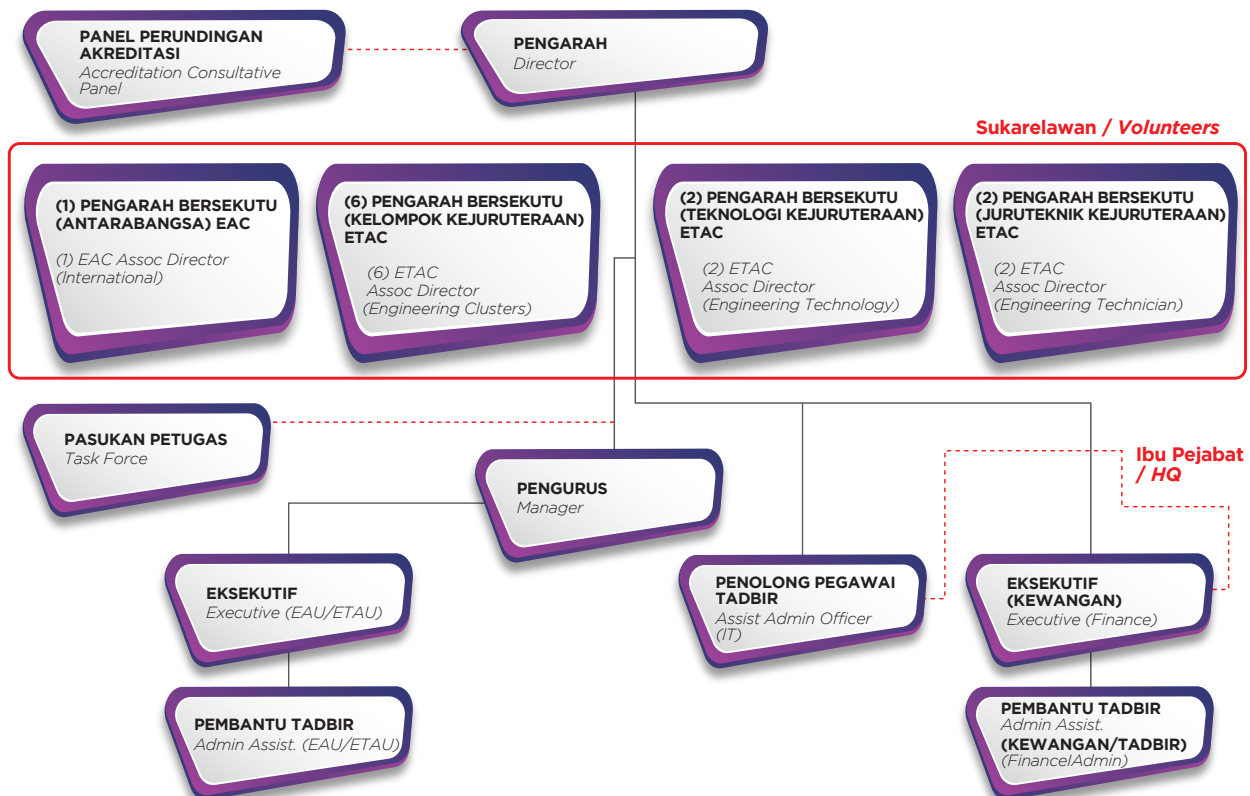 PANEL PERUNDINGAN
AKREDITASI
Accreditation Consultative
Panel
PENGARAH
Director
Sukarelawan / Volunteers
(1) PENGARAH BERSEKUTU
(ANTARABANGSA) EAC
(1) EAC Assoc Director
(International)
(6) PENGARAH BERSEKUTU
(KELOMPOK KEJURUTERAAN)
ETAC
(6) ETAC
Assoc Director
(Engineering Clusters)
(2) PENGARAH BERSEKUTU
(TEKNOLOGI KEJURUTERAAN)
ETAC
(2) ETAC
Assoc Director
(Engineering Technology)
(2) PENGARAH BERSEKUTU
(JURUTEKNIK KEJURUTERAAN)
ETAC
(2) ETAC
Assoc Director
(Engineering Technician)
PASUKAN PETUGAS
Task Force
PENGURUS
Manager
Ibu Pejabat
/ HQ
EKSEKUTIF
Executive (EAU/ETAU)
PENOLONG PEGAWAI
TADBIR
Assist Admin Officer
(IT)
EKSEKUTIF
(KEWANGAN)
Executive (Finance)
PEMBANTU TADBIR
Admin Assist. (EAU/ETAU)
PEMBANTU TADBIR
Admin Assist.
(KEWANGAN/TADBIR)
(FinancelAdmin)